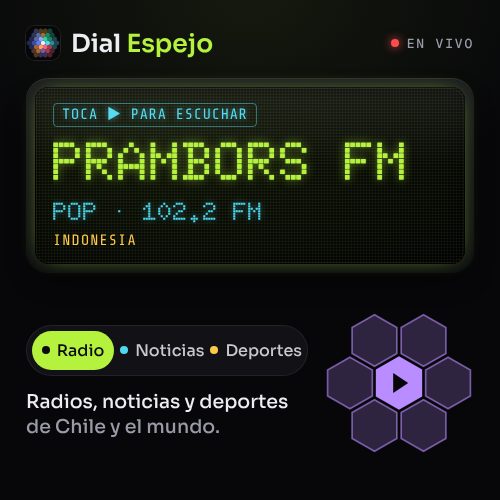 Dial Espejo
EN VIVO
TOCA ▶ PARA ESCUCHAR
PRAMBORS FM
POP · 102.2 FM
INDONESIA
Radio Noticias Deportes
Radios, noticias y deportes
de Chile y el mundo.